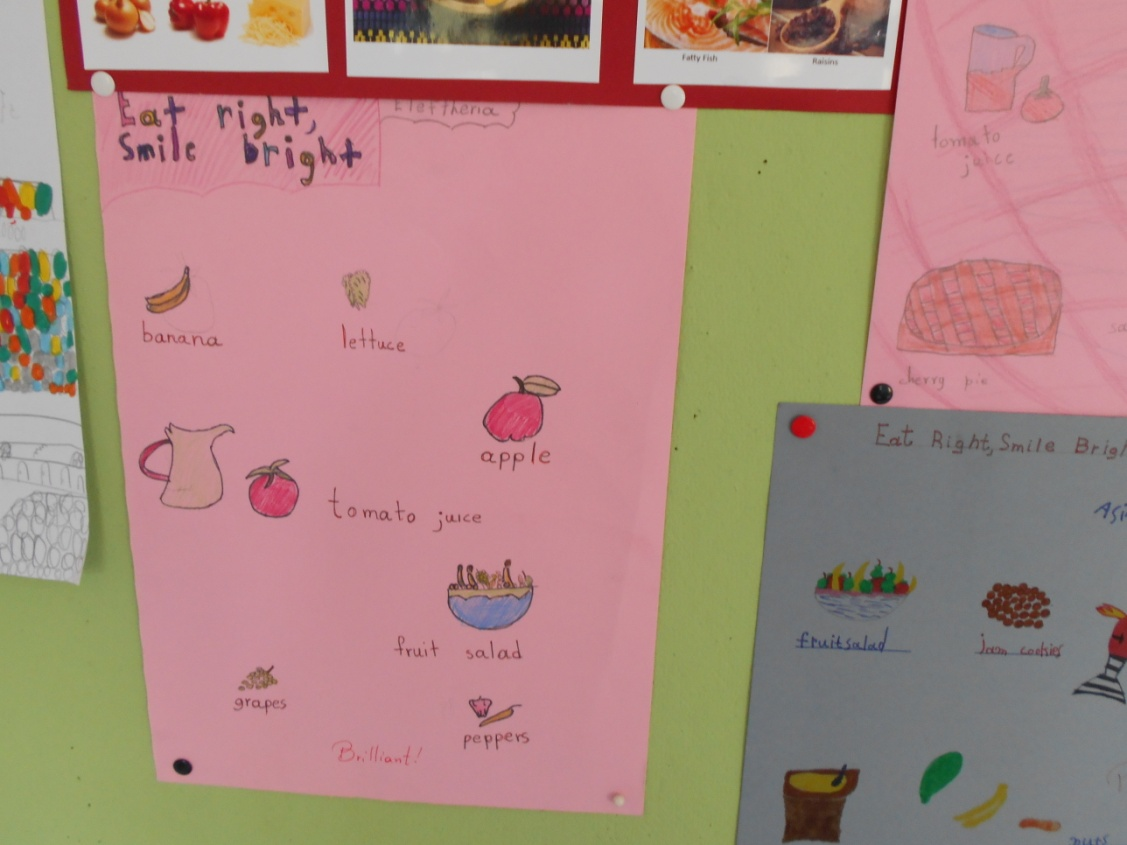 Fatty Fish
Raisins
Eat right,
Smile bright
Eleftheria
banana
lettuce
apple
tomato juice
fruit salad
grapes
peppers
Brilliant!
tomato
juice
cherry pie
Eat Right, Smile Brigh
fruitsalad
jam cookies